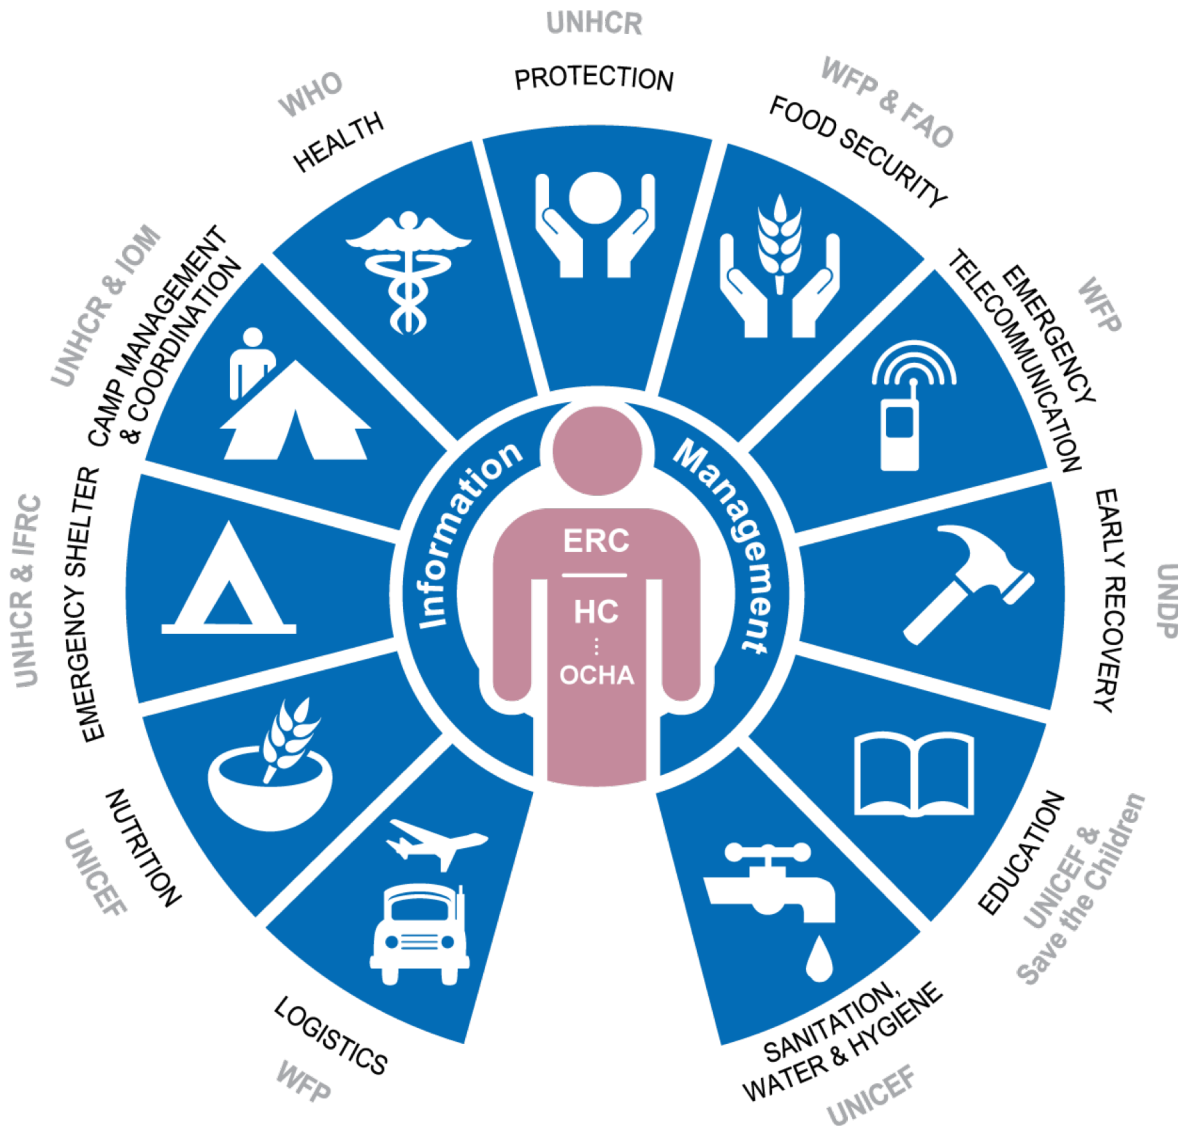 UNHCR
PROTECTION
WFP & FAO
FOOD SECURITY
WFP
EMERGENCY
TELECOMMUNICATION
UNDP
EARLY RECOVERY
EDUCATION
UNICEF &
Save the Children
SANITATION,
WATER & HYGIENE
UNICEF
LOGISTICS
WFP
NUTRITION
UNICEF
UNHCR & IFRC
EMERGENCY SHELTER
UNHCR & IOM
CAMP MANAGEMENT
& COORDINATION
WHO
HEALTH
Information
Management
ERC
HC
OCHA